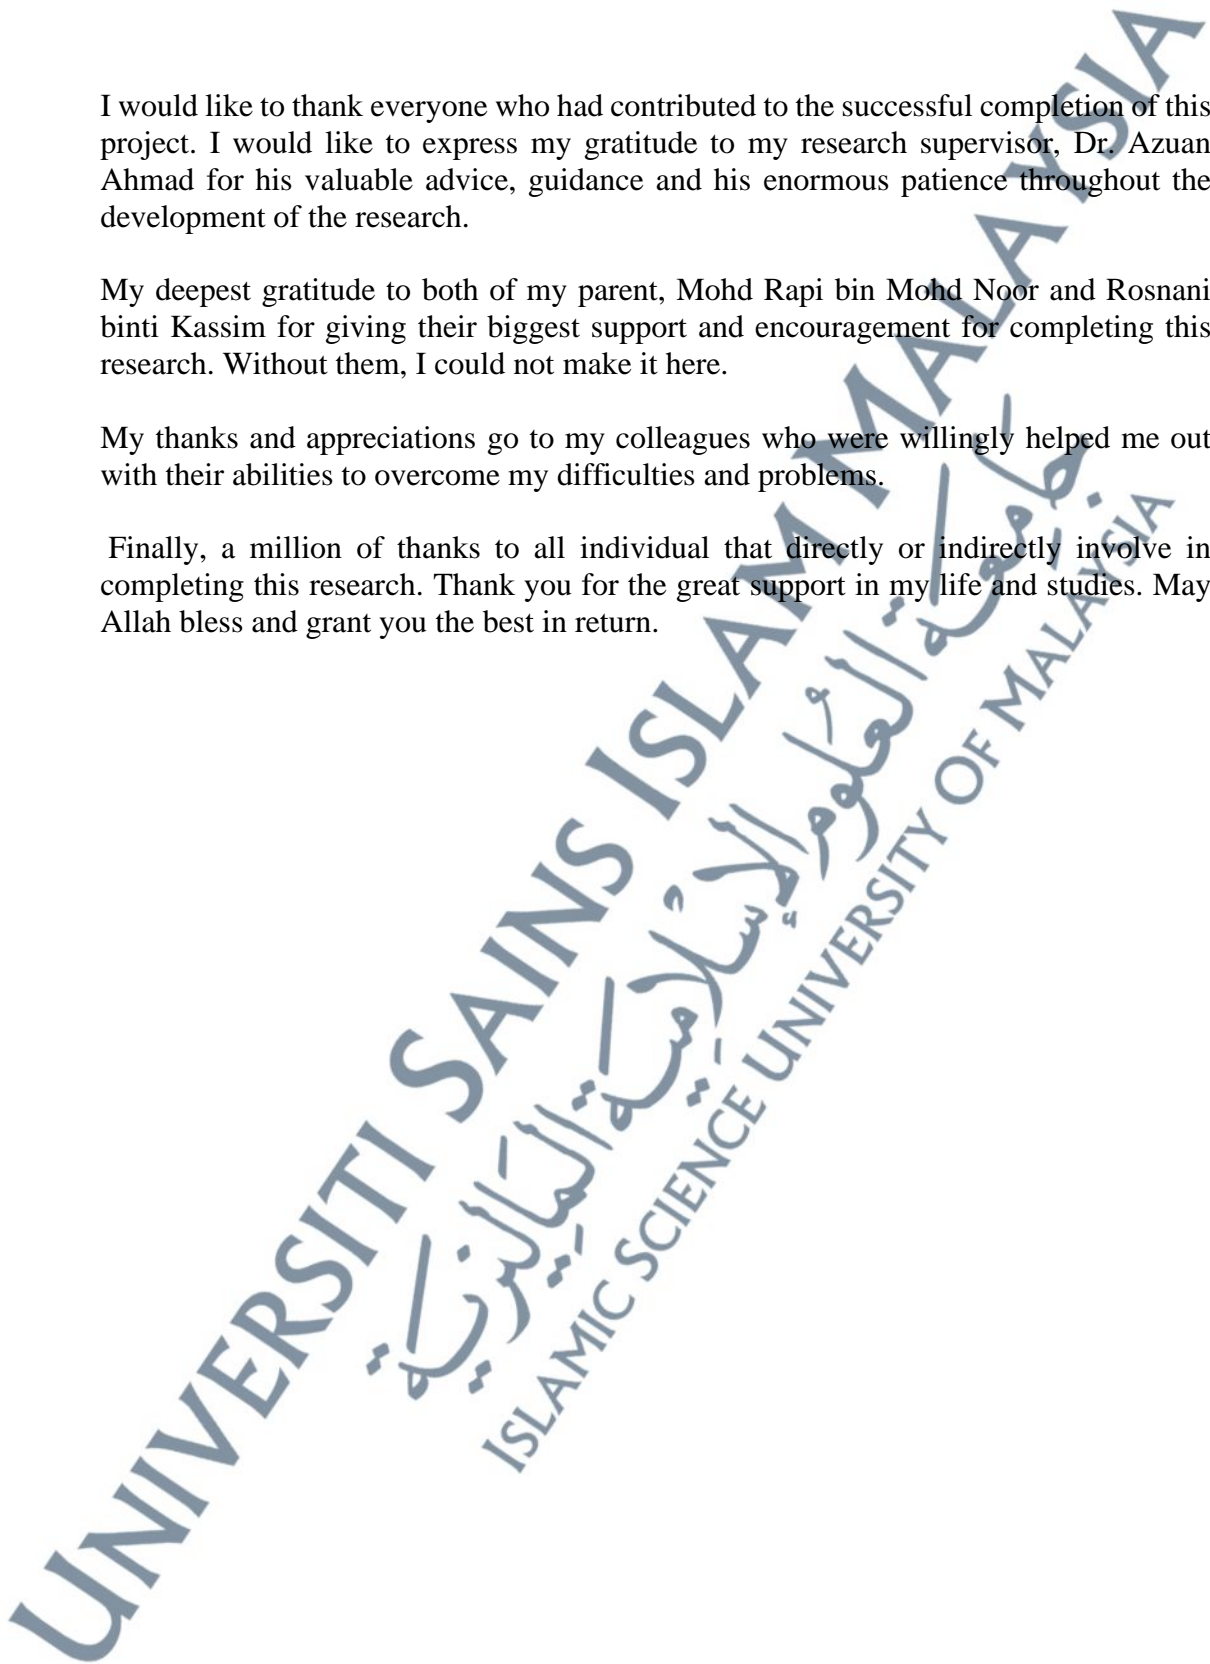 I would like to thank everyone who had contributed to the successful completion of this
project. I would like to express my gratitude to my research supervisor, Dr. Azuan
Ahmad for his valuable advice, guidance and his enormous patience throughout the
development of the research.
My deepest gratitude to both of my parent, Mohd Rapi bin Mohd Noor and Rosnani
binti Kassim for giving their biggest support and encouragement for completing this
research. Without them, I could not make it here.
My thanks and appreciations go to my colleagues who were willingly helped me out
with their abilities to overcome my difficulties and problems.
Finally, a million of thanks to all individual that directly or indirectly involve in
completing this research. Thank you for the great support in my life and studies. May
Allah bless and grant you the best in return.
UNIVERSITI SAINS ISLAM MALAYSIA
جامعة العلوم الإسلامية الماليزية
ISLAMIC SCIENCE UNIVERSITY OF MALAYSIA